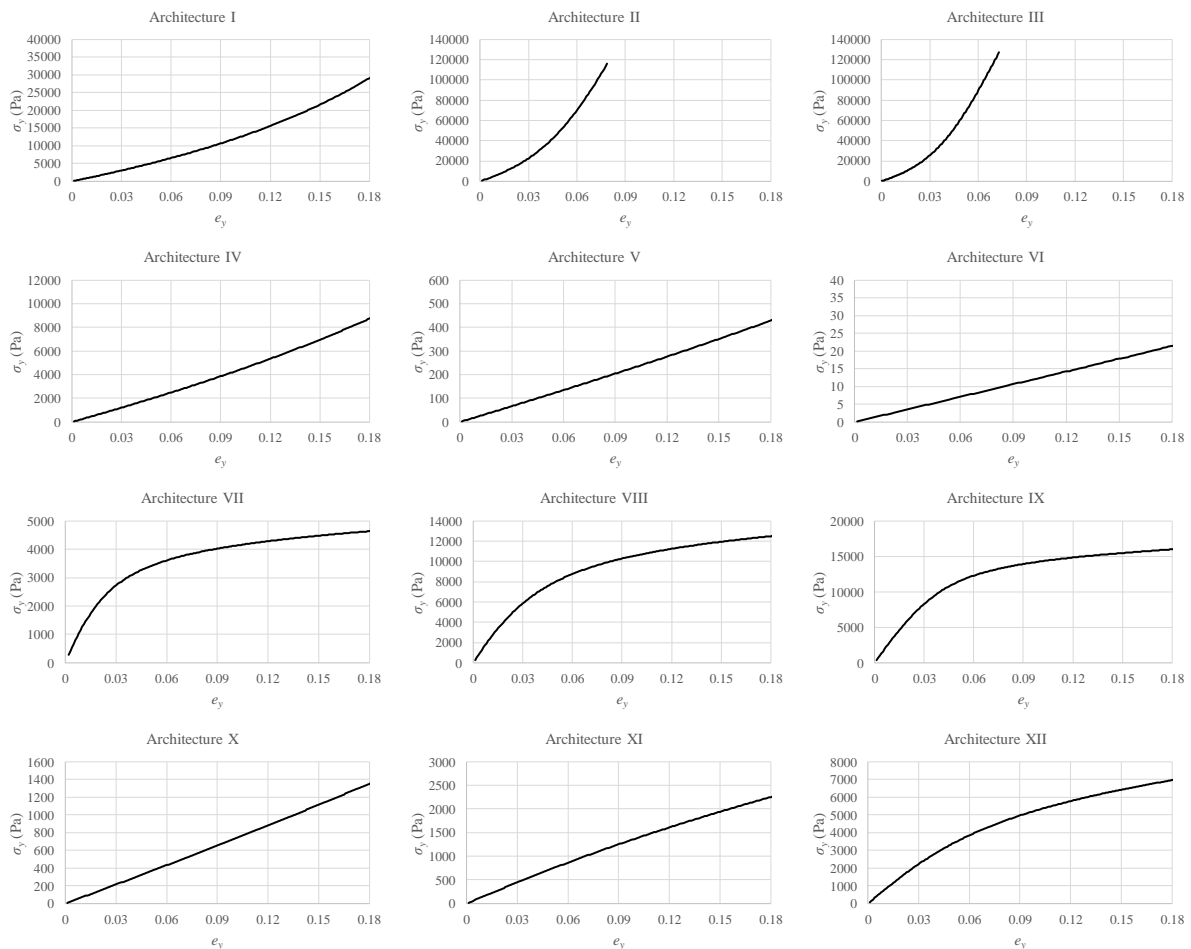 Architecture I
40000
35000
30000
25000
20000
15000
10000
5000
0
σy (Pa)
0 0.03 0.06 0.09 0.12 0.15 0.18
ey
Architecture II
140000
120000
100000
80000
60000
40000
20000
0
σy (Pa)
0 0.03 0.06 0.09 0.12 0.15 0.18
ey
Architecture III
140000
120000
100000
80000
60000
40000
20000
0
σy (Pa)
0 0.03 0.06 0.09 0.12 0.15 0.18
ey
Architecture IV
12000
10000
8000
6000
4000
2000
0
σy (Pa)
0 0.03 0.06 0.09 0.12 0.15 0.18
ey
Architecture V
600
500
400
300
200
100
0
σy (Pa)
0 0.03 0.06 0.09 0.12 0.15 0.18
ey
Architecture VI
40
35
30
25
20
15
10
5
0
σy (Pa)
0 0.03 0.06 0.09 0.12 0.15 0.18
ey
Architecture VII
5000
4000
3000
2000
1000
0
σy (Pa)
0 0.03 0.06 0.09 0.12 0.15 0.18
ey
Architecture VIII
14000
12000
10000
8000
6000
4000
2000
0
σy (Pa)
0 0.03 0.06 0.09 0.12 0.15 0.18
ey
Architecture IX
20000
15000
10000
5000
0
σy (Pa)
0 0.03 0.06 0.09 0.12 0.15 0.18
ey
Architecture X
1600
1400
1200
1000
800
600
400
200
0
σy (Pa)
0 0.03 0.06 0.09 0.12 0.15 0.18
ey
Architecture XI
3000
2500
2000
1500
1000
500
0
σy (Pa)
0 0.03 0.06 0.09 0.12 0.15 0.18
ey
Architecture XII
8000
7000
6000
5000
4000
3000
2000
1000
0
σy (Pa)
0 0.03 0.06 0.09 0.12 0.15 0.18
ey